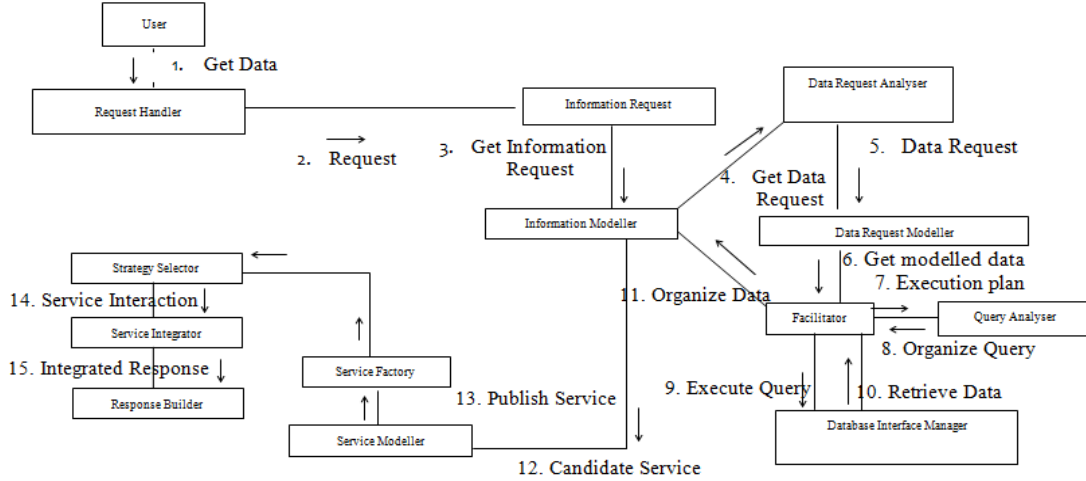 User
1. Get Data
Request Handler
Information Request
Data Request Analyser
2. Request
3. Get Information
Request
4. Get Data
Request
5. Data Request
Information Modeller
Data Request Modeller
6. Get modelled data
7. Execution plan
Strategy Selector
14. Service Interaction
11. Organize Data
Facilitator
Query Analyser
Service Integrator
8. Organize Query
15. Integrated Response
Service Factory
9. Execute Query
10. Retrieve Data
13. Publish Service
Response Builder
Database Interface Manager
Service Modeller
12. Candidate Service